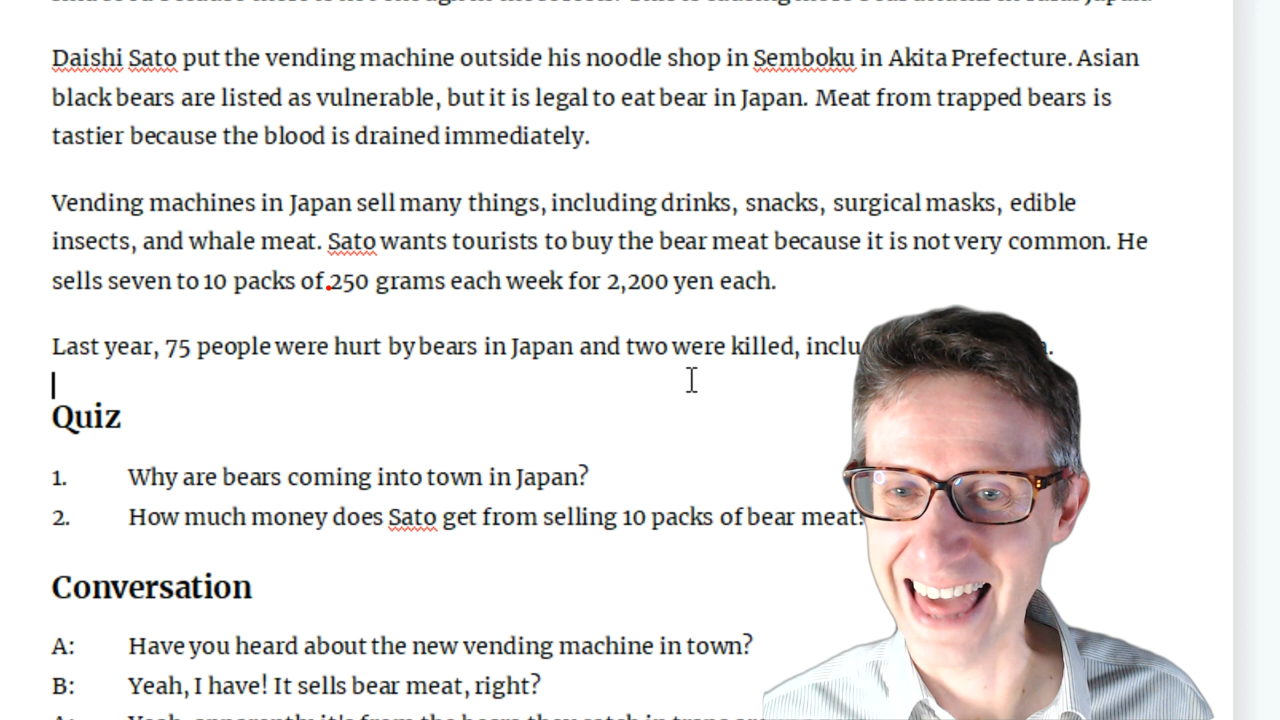 Daishi Sato put the vending machine outside his noodle shop in Semboku in Akita Prefecture. Asian
black bears are listed as vulnerable, but it is legal to eat bear in Japan. Meat from trapped bears is
tastier because the blood is drained immediately.
Vending machines in Japan sell many things, including drinks, snacks, surgical masks, edible
insects, and whale meat. Sato wants tourists to buy the bear meat because it is not very common. He
sells seven to 10 packs of 250 grams each week for 2,200 yen each.
Last year, 75 people were hurt by bears in Japan and two were killed,
Quiz
1. Why are bears coming into town in Japan?
2. How much money does Sato get from selling 10 packs of bear meat?
Conversation
A: Have you heard about the new vending machine in town?
B: Yeah, I have! It sells bear meat, right?